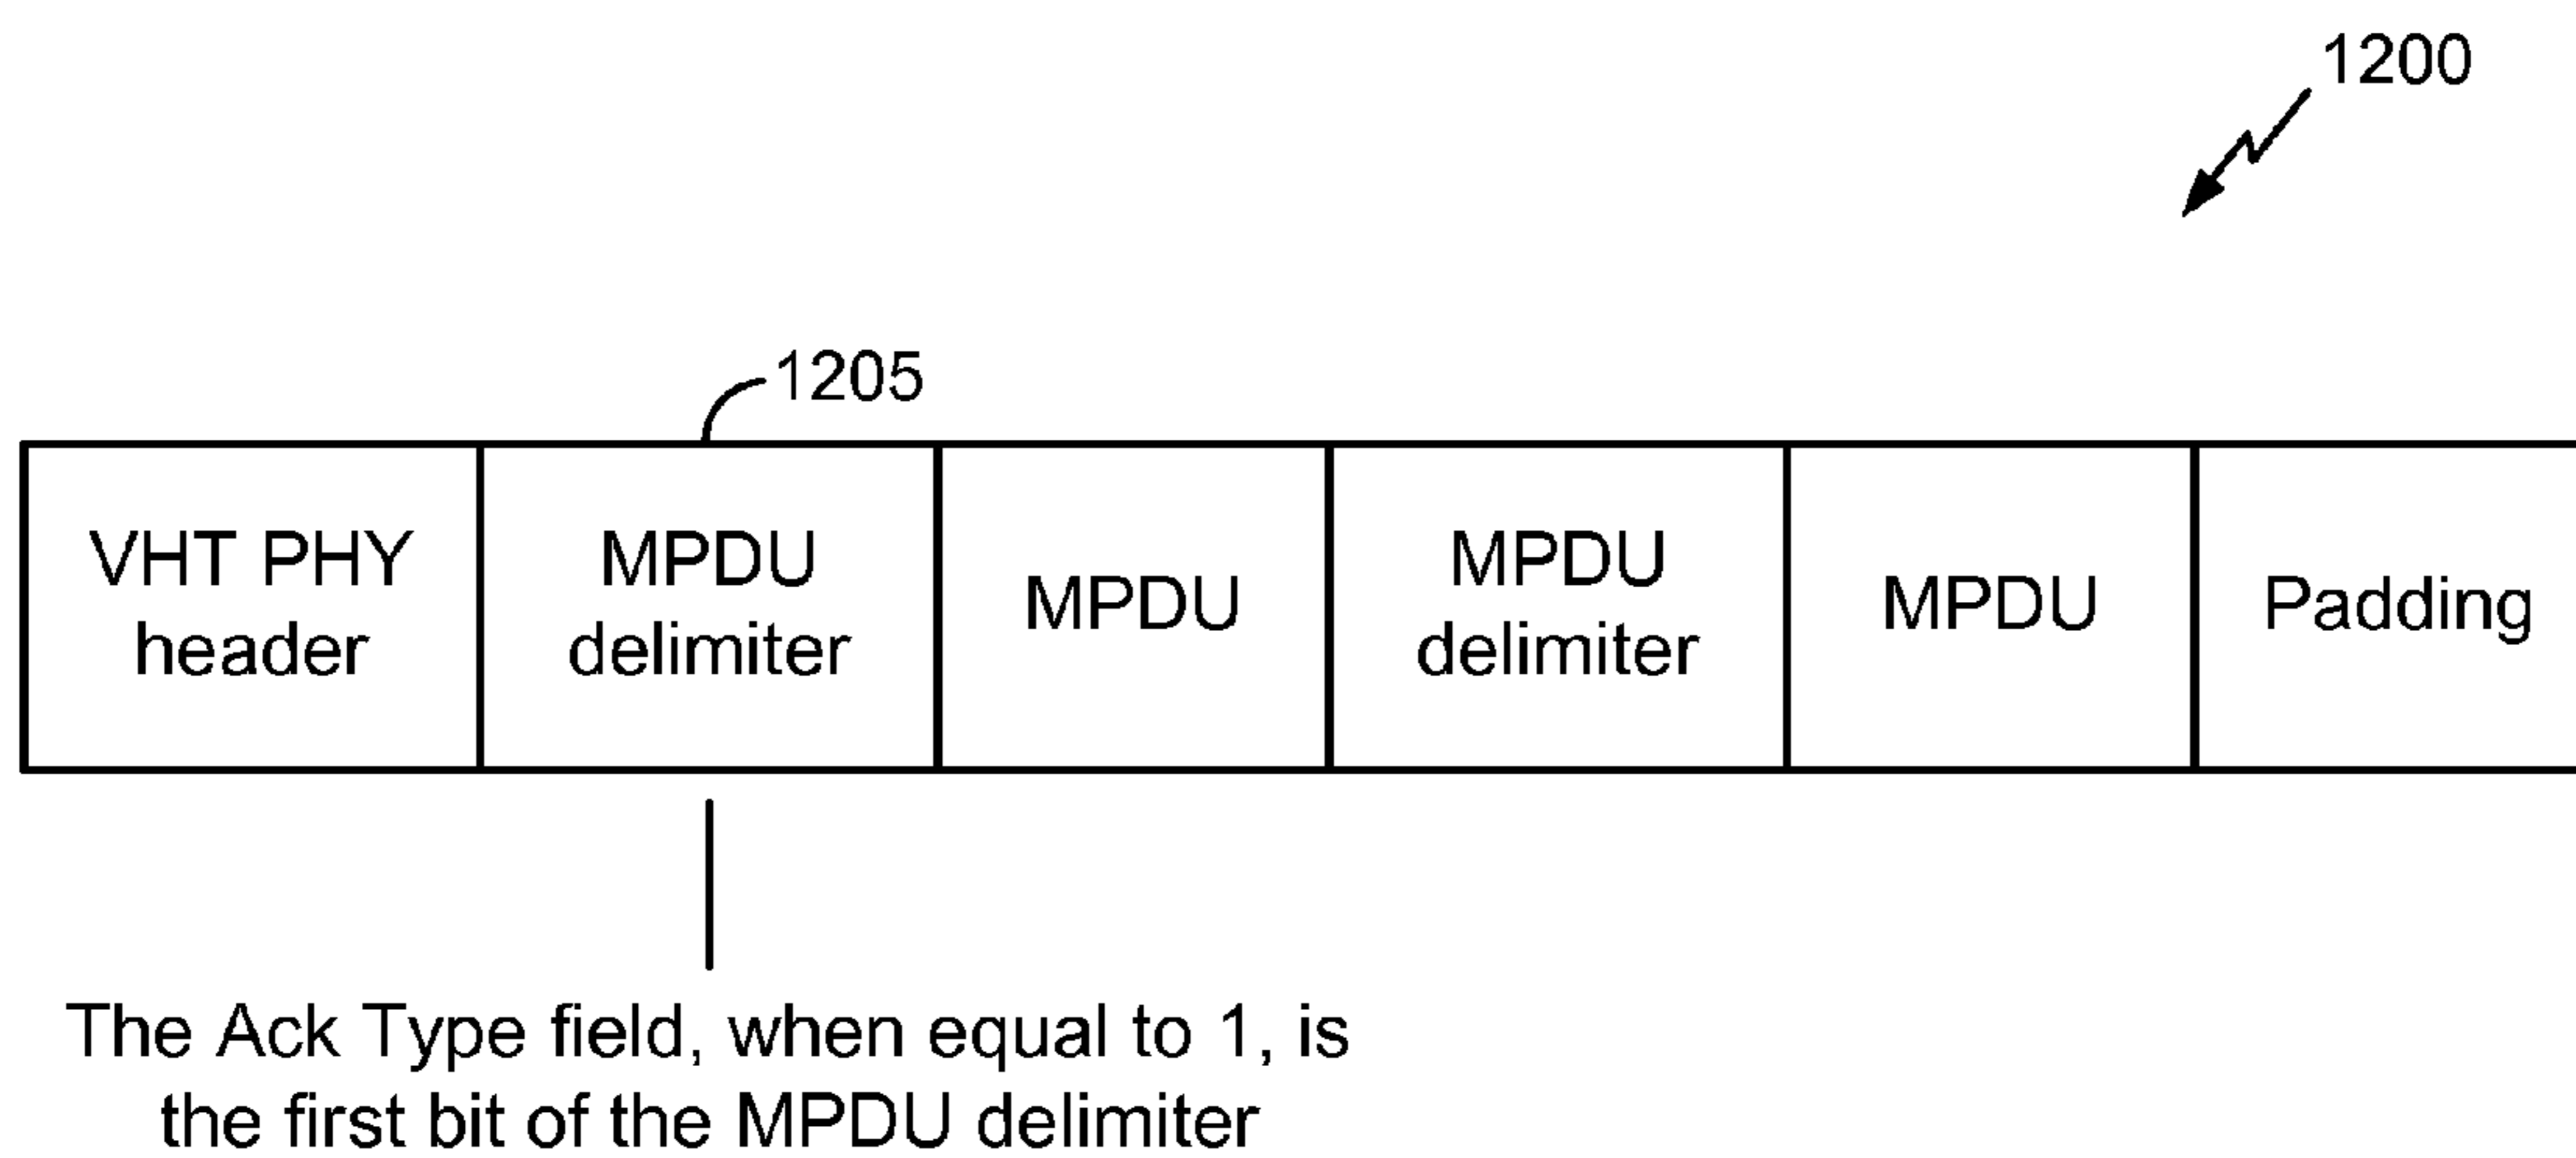 1200
1205
VHT PHY
header
MPDU
delimiter
MPDU
MPDU
delimiter
MPDU
Padding
The Ack Type field, when equal to 1, is
the first bit of the MPDU delimiter